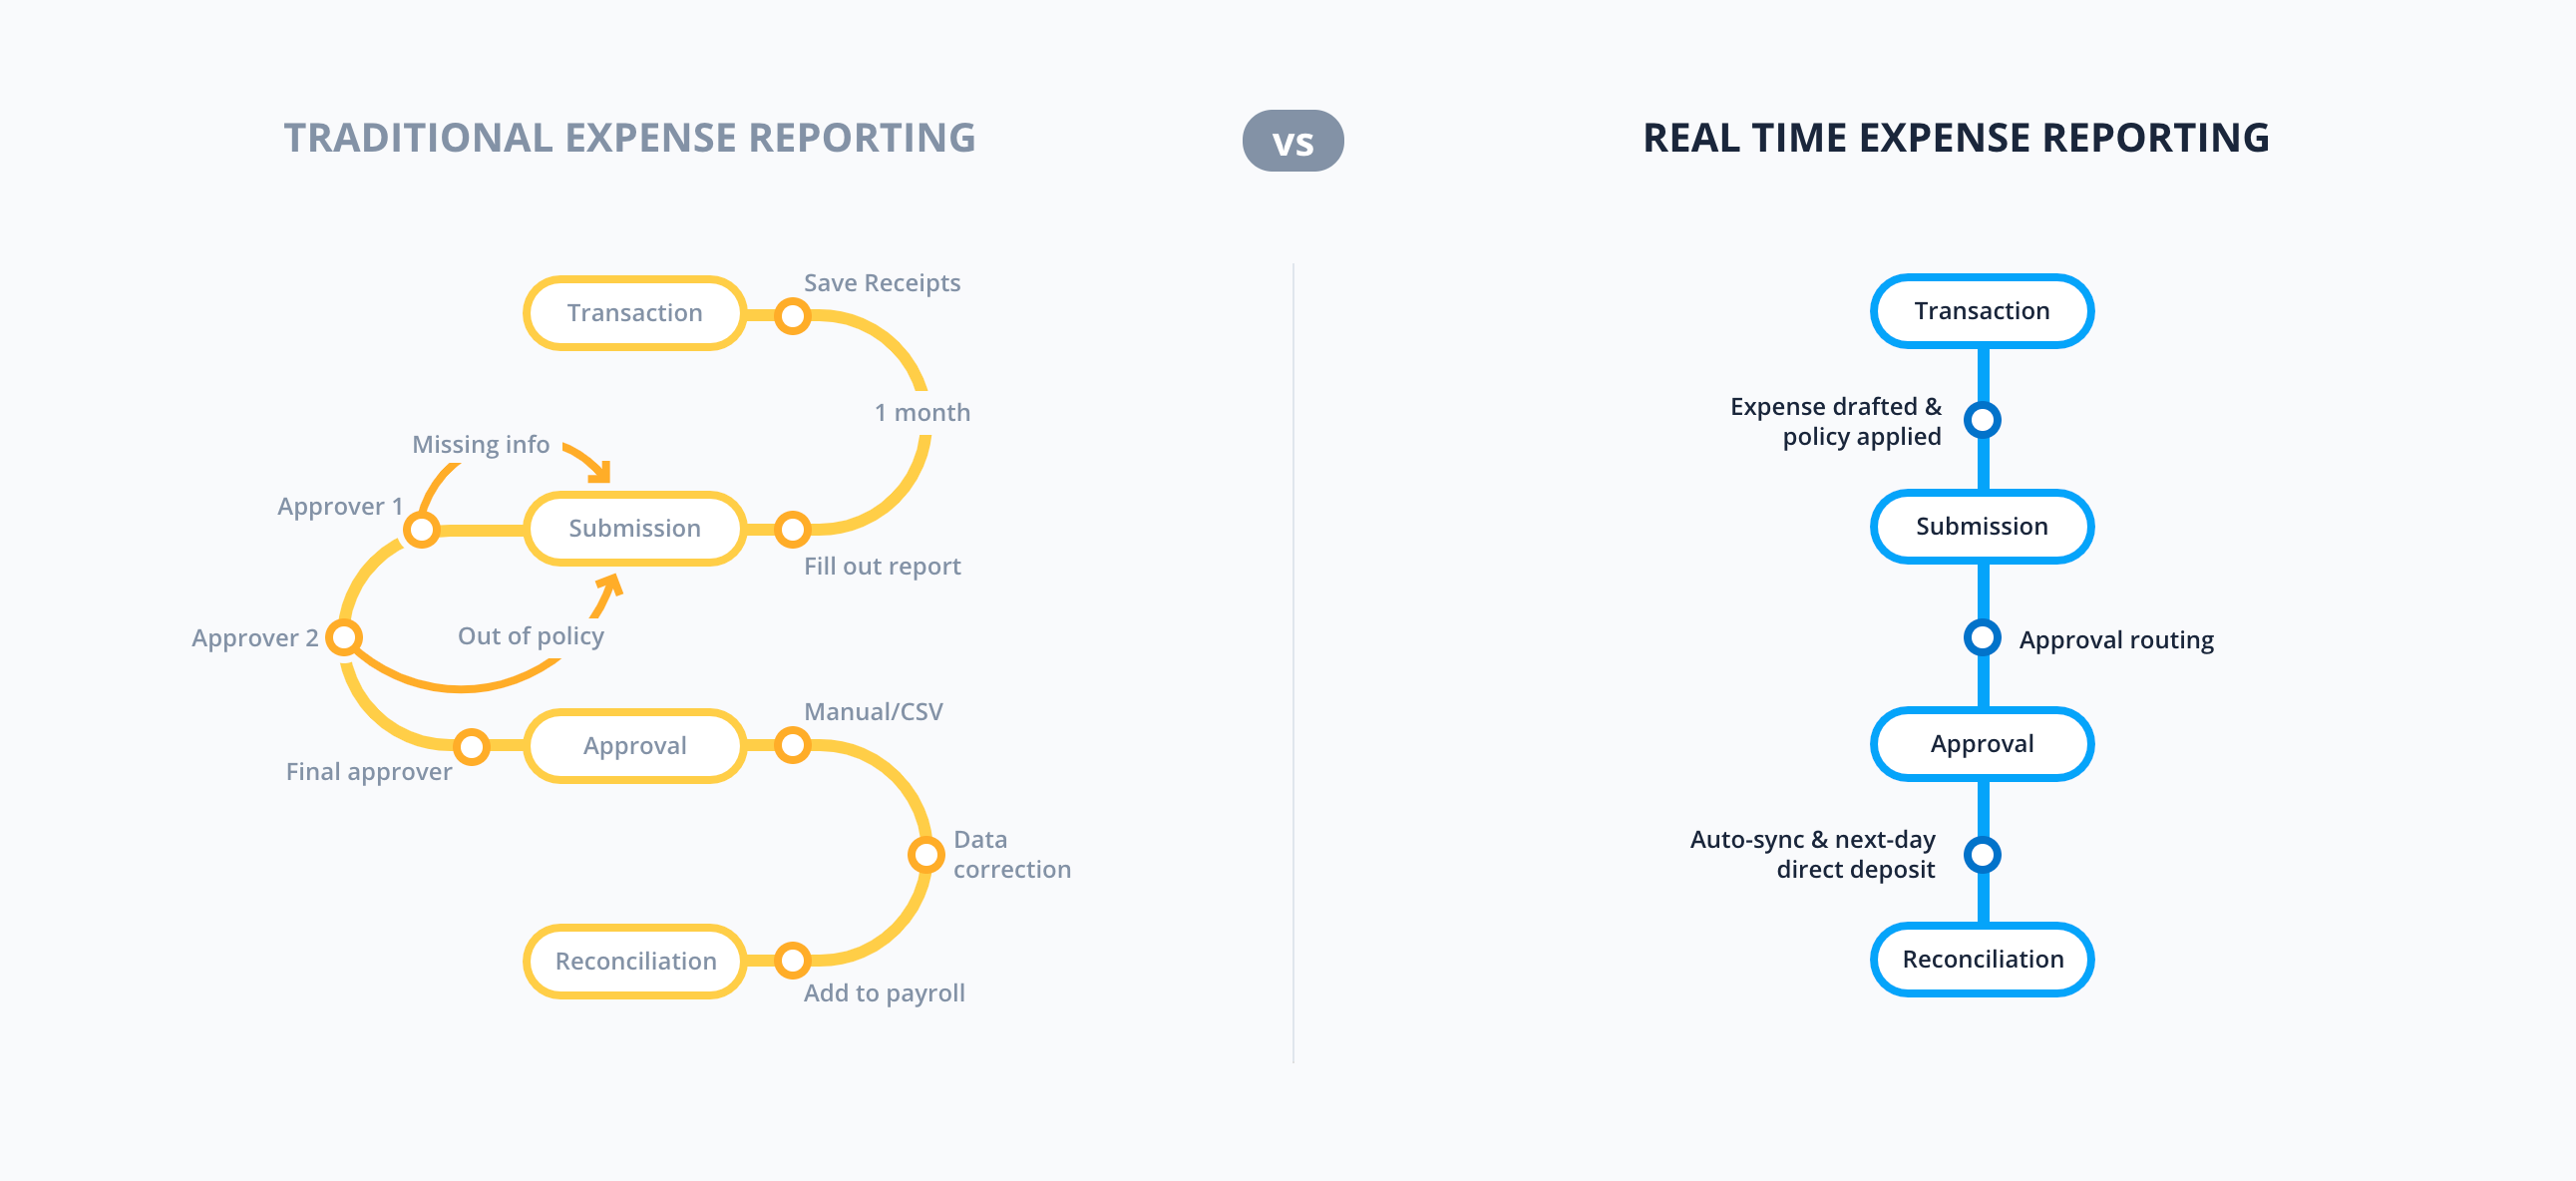 TRADITIONAL EXPENSE REPORTING
vs
REAL TIME EXPENSE REPORTING
Transaction
Save Receipts
1 month
Missing info
Approver 1
Submission
Fill out report
Approver 2
Out of policy
Manual/CSV
Approval
Final approver
Data
correction
Reconciliation
Add to payroll
Transaction
Expense drafted &
policy applied
Submission
Approval routing
Approval
Auto-sync & next-day
direct deposit
Reconciliation